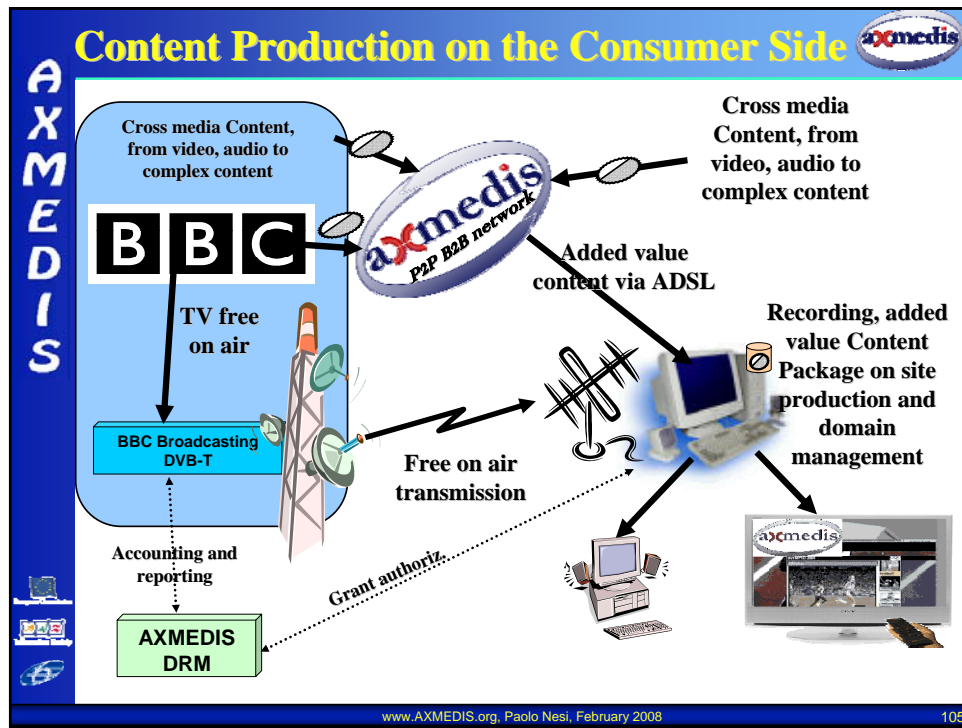 Content Production on the Consumer Side
axmedis
AXMEDIS
Cross media Content,
from video, audio to
complex content
BBC
TV free
on air
BBC Broadcasting
DVB-T
axmedis
P2P B2B network
Cross media
Content, from
video, audio to
complex content
Added value
content via ADSL
Recording, added
value Content
Package on site
production and
domain
management
Free on air
transmission
Accounting and
reporting
Grant authoriz.
AXMEDIS
DRM
axmedis
www.AXMEDIS.org, Paolo Nesi, February 2008
105